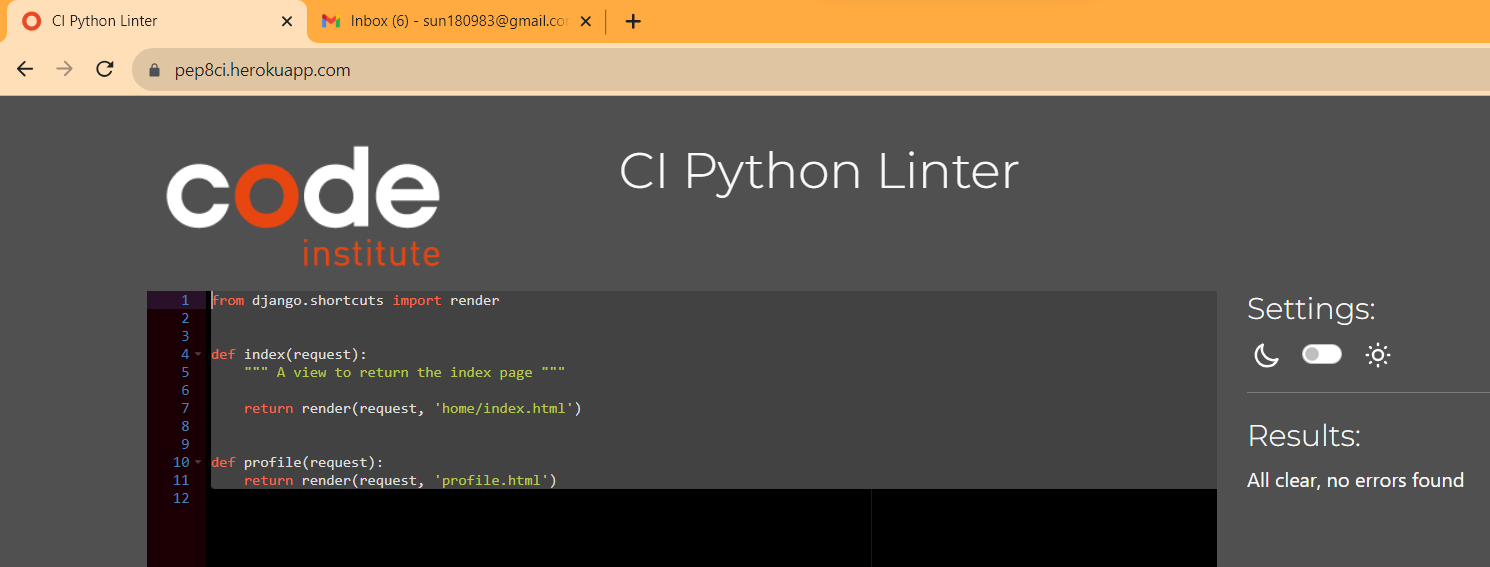 CI Python Linter
Inbox (6) - sun180983@gmail.co
pep8ci.herokuapp.com
code
institute
CI Python Linter
1 from django.shortcuts import render
2
3
4 def index(request):
5 """ A view to return the index page """
6
7 return render(request, 'home/index.html')
8
9
10 def profile(request):
11 return render(request, 'profile.html')
12
Settings:
Results:
All clear, no errors found